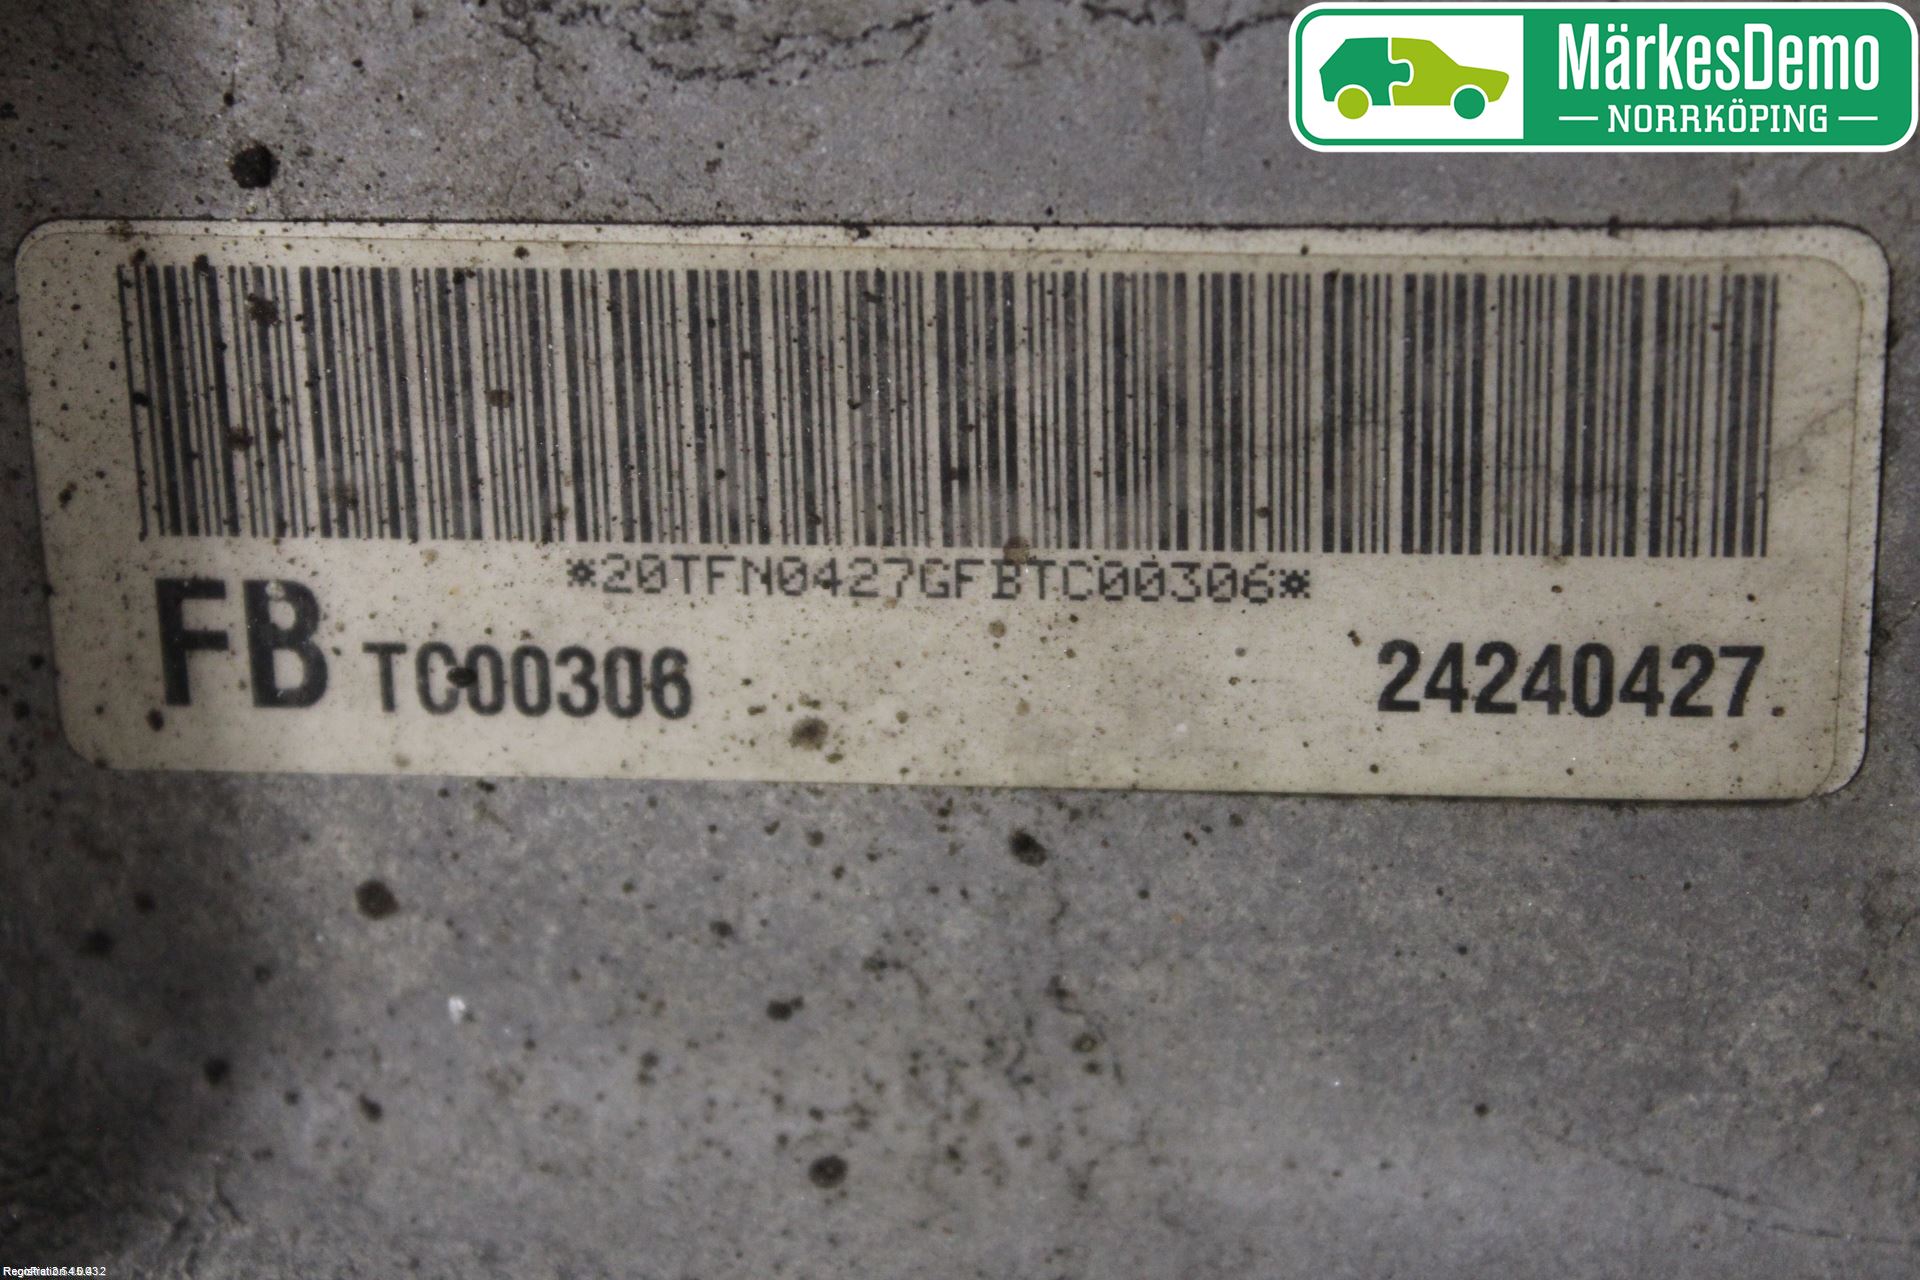 MärkesDemo
NORRKÖPING
*20TFN0427GFBTC00306*
FB TC00306
24240427